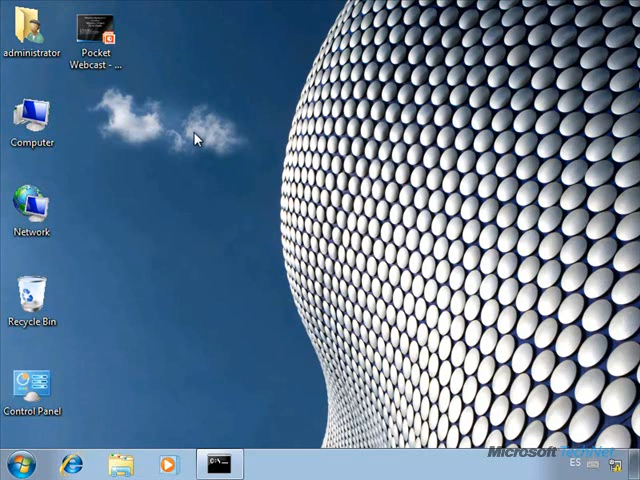 administrator
Pocket
Webcast - ...
Computer
Network
Recycle Bin
Control Panel
C:\...
Microsoft TechNet
ES